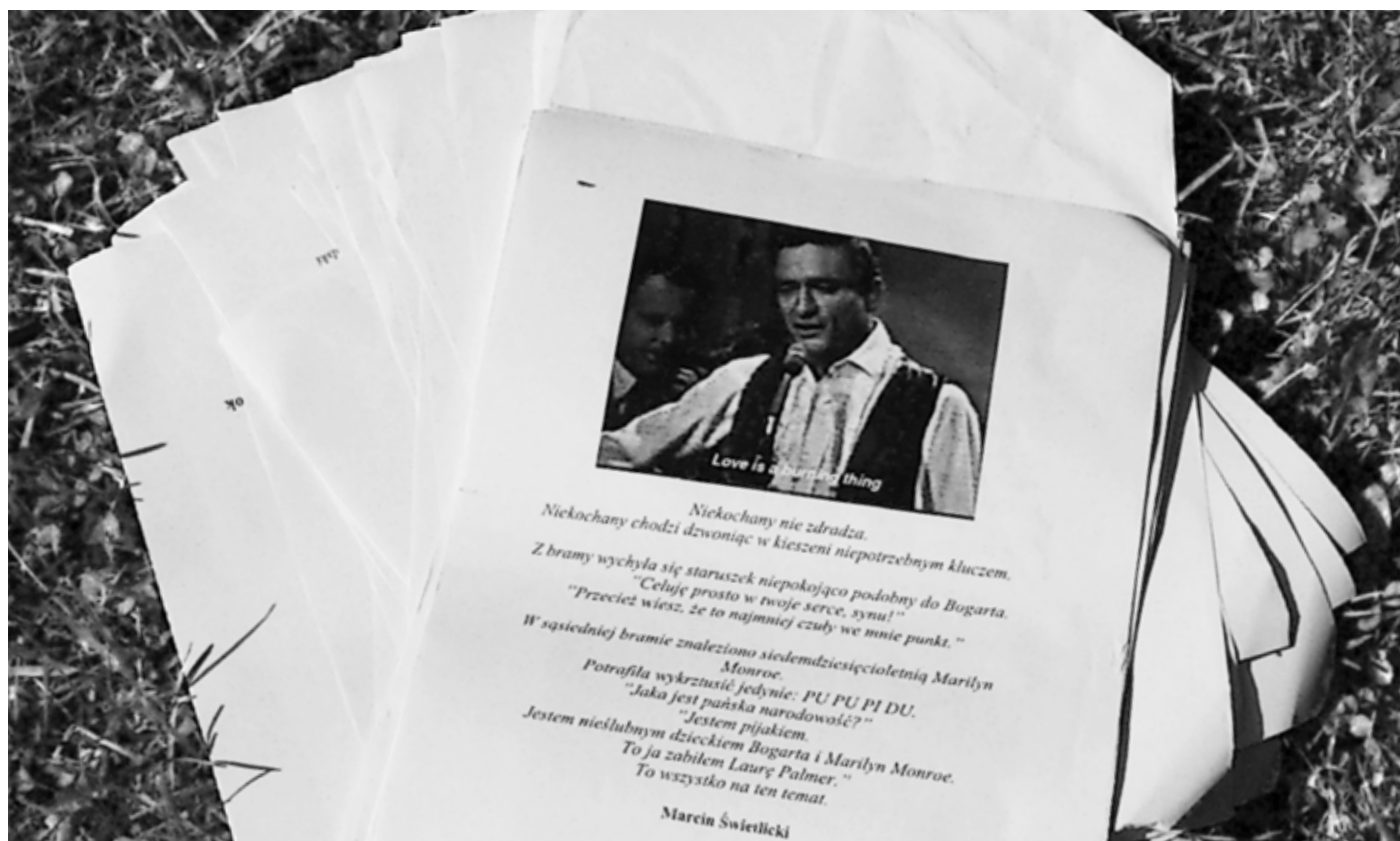 Love is a burning thing
Niekochany nie zdradza.
Niekochany chodzi dzwoniąc w kieszeni niepotrzebnym kluczem.
Z bramy wychyla się staruszek niepokojąco podobny do Bogarta.
"Celuję prosto w twoje serce, synu!"
"Przecież wiesz, że to najmniej czuły we mnie punkt."
W sąsiedniej bramie znaleziono siedemdziesięcioletnią Marilyn
Monroe.
Potrafiła wykrztusić jedynie: PU PU PI DU.
"Jaka jest pańska narodowość?"
"Jestem pijakiem.
Jestem nieślubnym dzieckiem Bogarta i Marilyn Monroe.
To ja zabiłem Laurę Palmer."
To wszystko na ten temat.
Marcin Świetlicki
ok